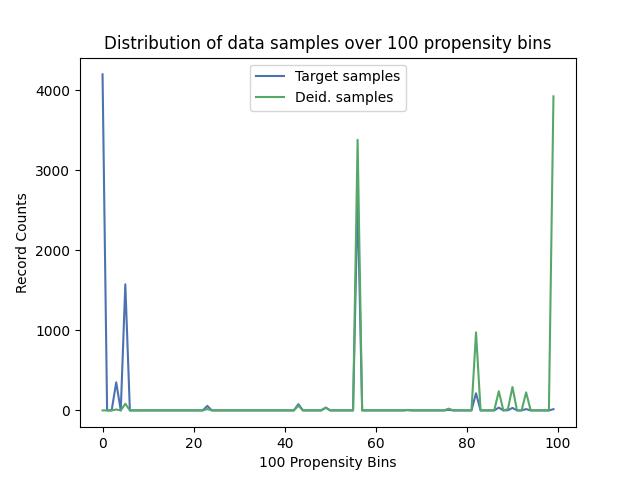 Distribution of data samples over 100 propensity bins
Target samples
Deid. samples
Record Counts
4000
3000
2000
1000
0
0 20 40 60 80 100
100 Propensity Bins